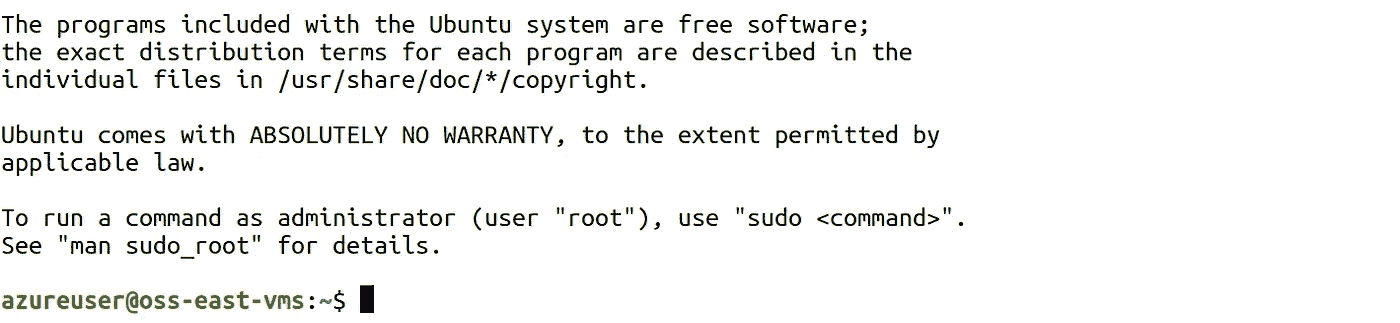 The programs included with the Ubuntu system are free software;
the exact distribution terms for each program are described in the
individual files in /usr/share/doc/*/copyright.
Ubuntu comes with ABSOLUTELY NO WARRANTY, to the extent permitted by
applicable law.
To run a command as administrator (user "root"), use "sudo <command>".
See "man sudo_root" for details.
azureuser@oss-east-vms:~$